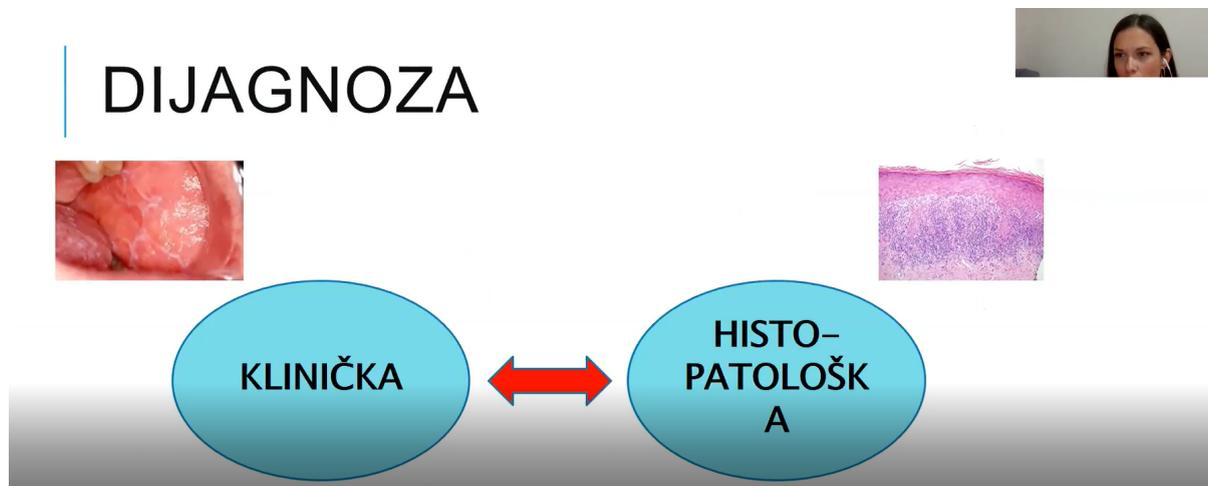 DIJAGNOZA
KLINIČKA
HISTO-
PATOLOŠK
A